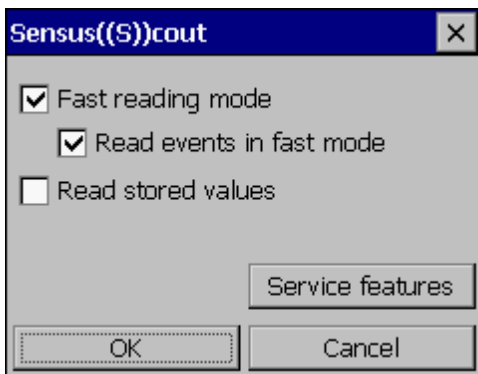 Sensus((S))cout
Fast reading mode
Read events in fast mode
Read stored values
Service features
OK
Cancel